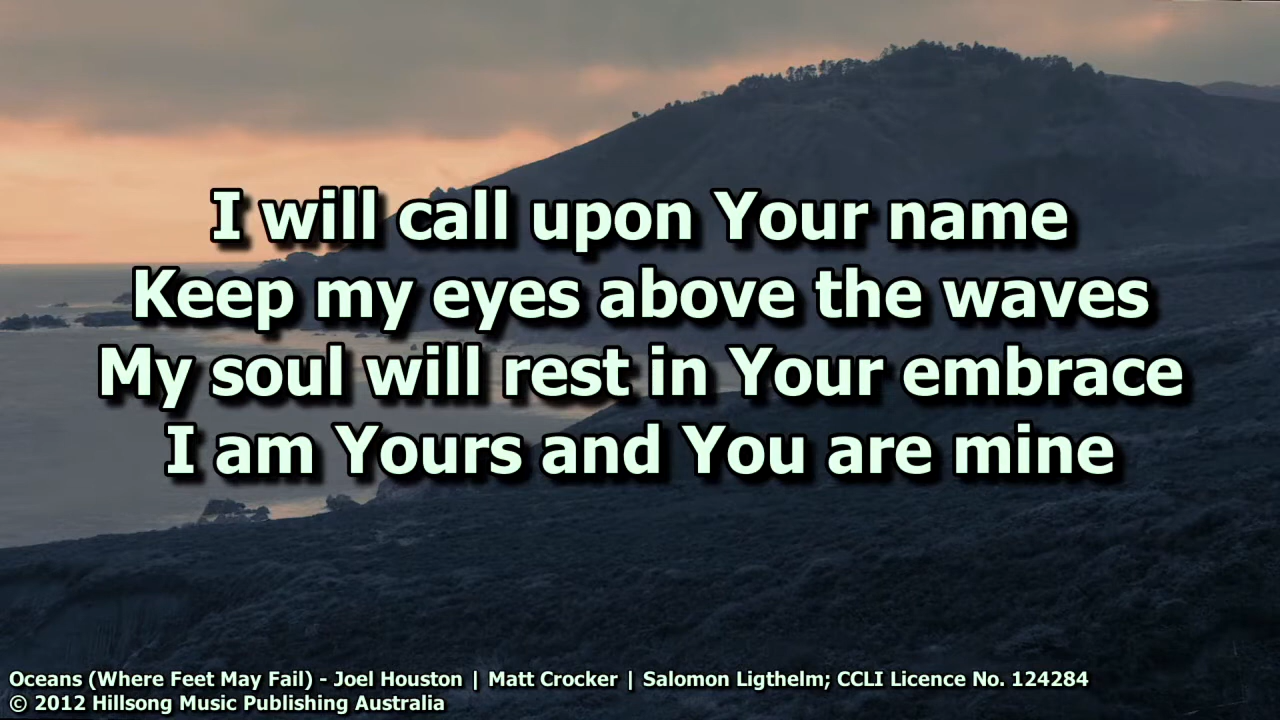 I will call upon Your name
Keep my eyes above the waves
My soul will rest in Your embrace
I am Yours and You are mine
Oceans (Where Feet May Fail) - Joel Houston | Matt Crocker | Salomon Ligthelm; CCLI Licence No. 124284
© 2012 Hillsong Music Publishing Australia